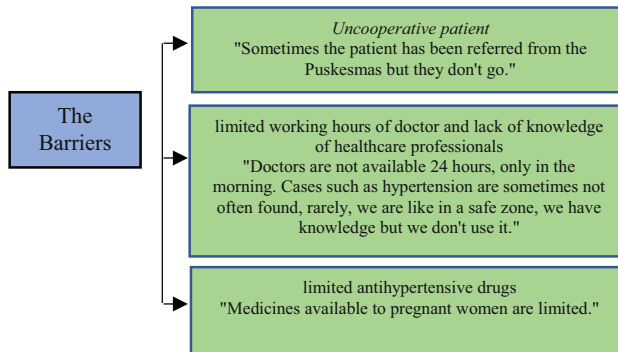 The
Barriers
Uncooperative patient
"Sometimes the patient has been referred from the
Puskesmas but they don't go."
limited working hours of doctor and lack of knowledge
of healthcare professionals
"Doctors are not available 24 hours, only in the
morning. Cases such as hypertension are sometimes not
often found, rarely, we are like in a safe zone, we have
knowledge but we don't use it."
limited antihypertensive drugs
"Medicines available to pregnant women are limited."